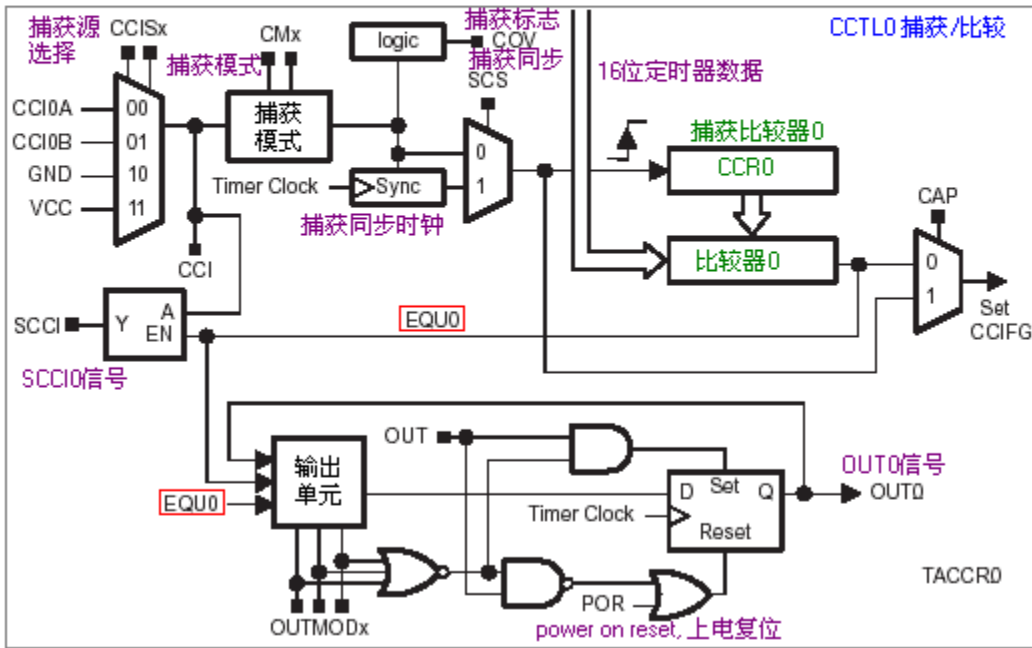 捕获源
选择
CCISx
CMx
捕获模式
logic
捕获标志
COV
捕获同步
SCS
16位定时器数据
CCTL0 捕获/比较
CCI0A
CCI0B
GND
VCC
00
01
10
11
捕获
模式
0
1
Timer Clock
Sync
捕获同步时钟
捕获比较器0
CCR0
比较器0
CAP
0
1
Set
CCIFG
CCI
SCCI
Y
A
EN
SCCI0信号
EQU0
OUT
输出
单元
EQU0
D
Set
Q
Timer Clock
Reset
OUT0信号
OUT0
OUTMODx
POR
power on reset, 上电复位
TACCR0